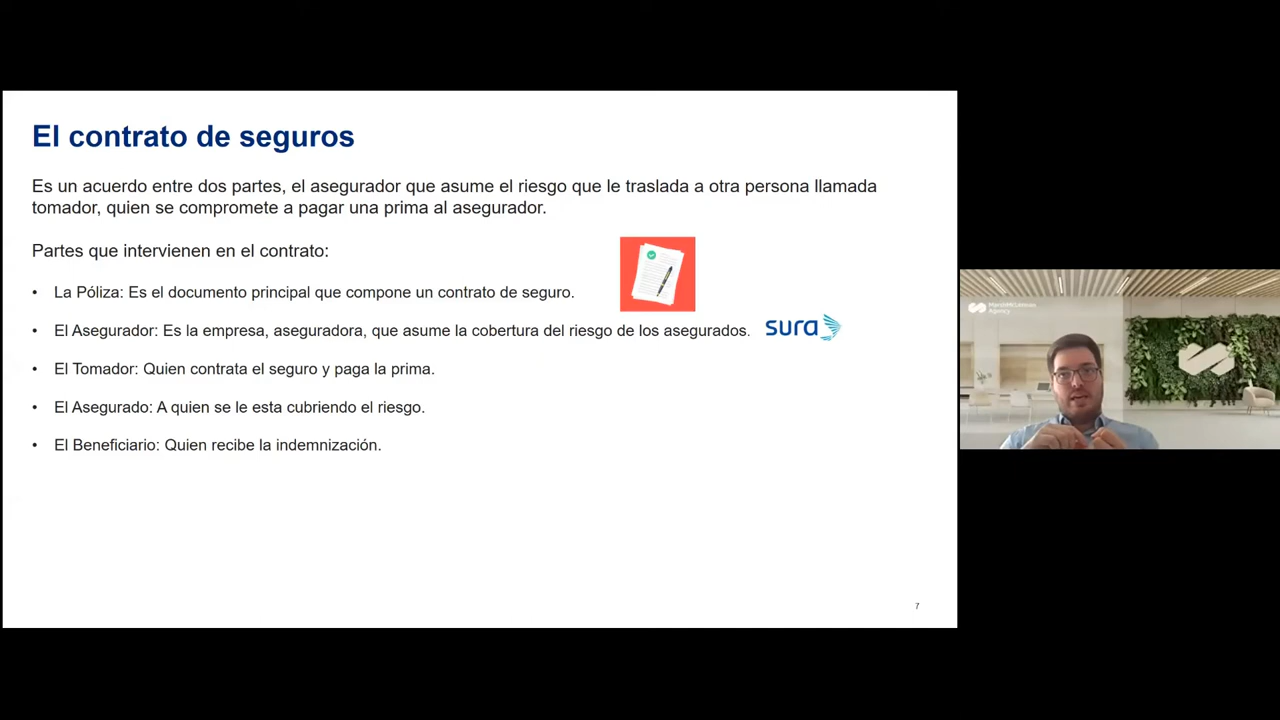 El contrato de seguros
Es un acuerdo entre dos partes, el asegurador que asume el riesgo que le traslada a otra persona llamada
tomador, quien se compromete a pagar una prima al asegurador.
Partes que intervienen en el contrato:
• La Póliza: Es el documento principal que compone un contrato de seguro.
• El Asegurador: Es la empresa, aseguradora, que asume la cobertura del riesgo de los asegurados.
sura
• El Tomador: Quien contrata el seguro y paga la prima.
• El Asegurado: A quien se le esta cubriendo el riesgo.
• El Beneficiario: Quien recibe la indemnización.
7
MarshMcLennan
Agency